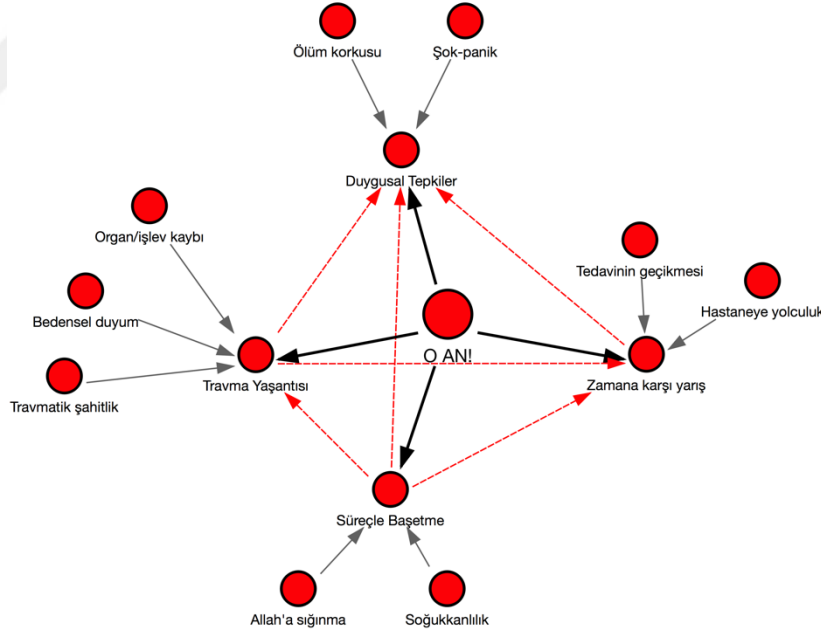 Ölüm korkusu
Şok-panik
Duygusal Tepkiler
Organ/işlev kaybı
Tedavinin geçikmesi
Hastaneye yolculuk
Bedensel duyum
O AN!
Travma Yaşantısı
Zamana karşı yarış
Travmatik şahitlik
Süreçle Başetme
Allah'a sığınma
Soğukkanlılık